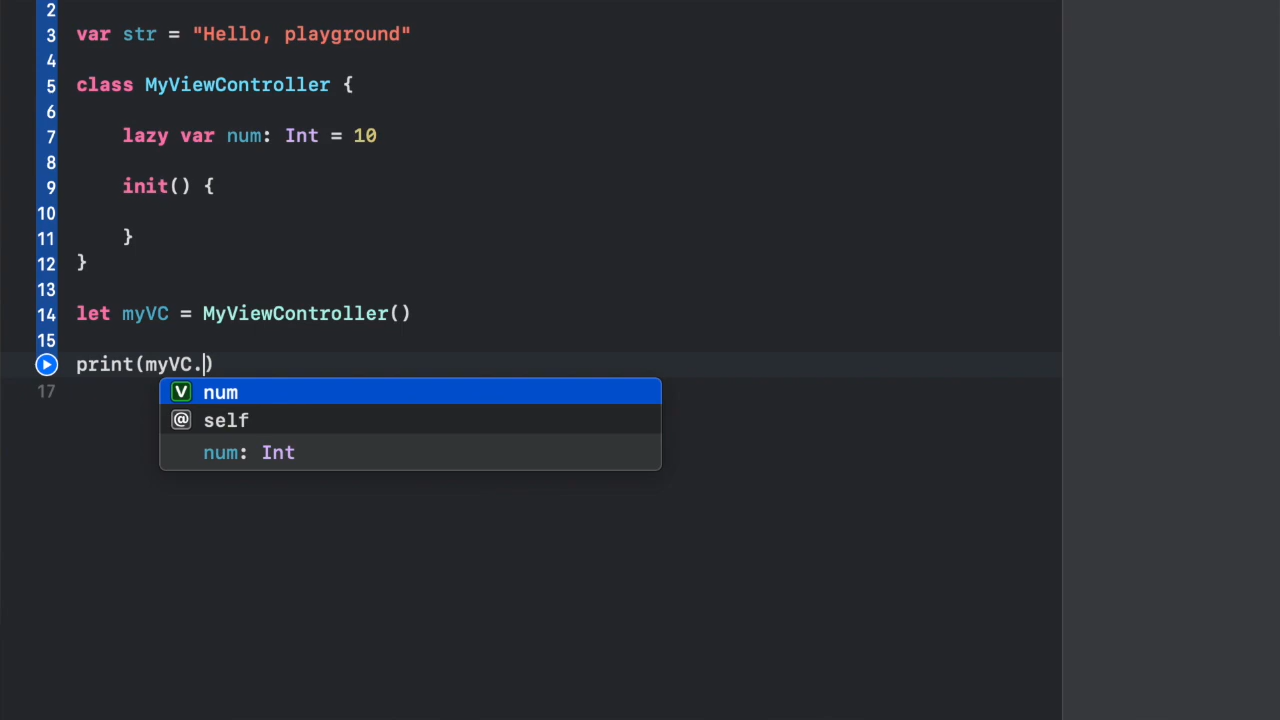 2
3 var str = "Hello, playground"
4
5 class MyViewController {
6
7 lazy var num: Int = 10
8
9 init() {
10
11 }
12 }
13
14 let myVC = MyViewController()
15
print(myVC.)
V num
@ self
num: Int
17